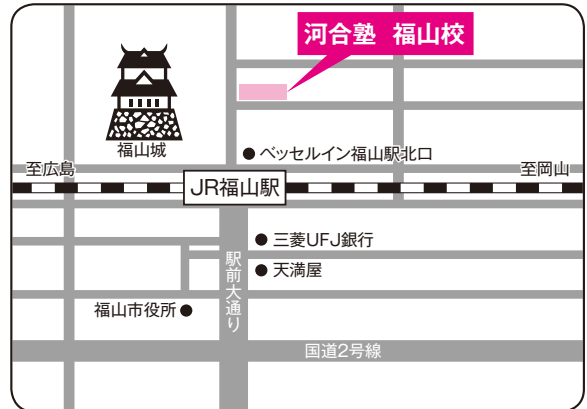 河合塾 福山校
福山城
ベッセルイン福山駅北口
至広島
至岡山
JR福山駅
三菱UFJ銀行
天満屋
駅前大通り
福山市役所
国道2号線